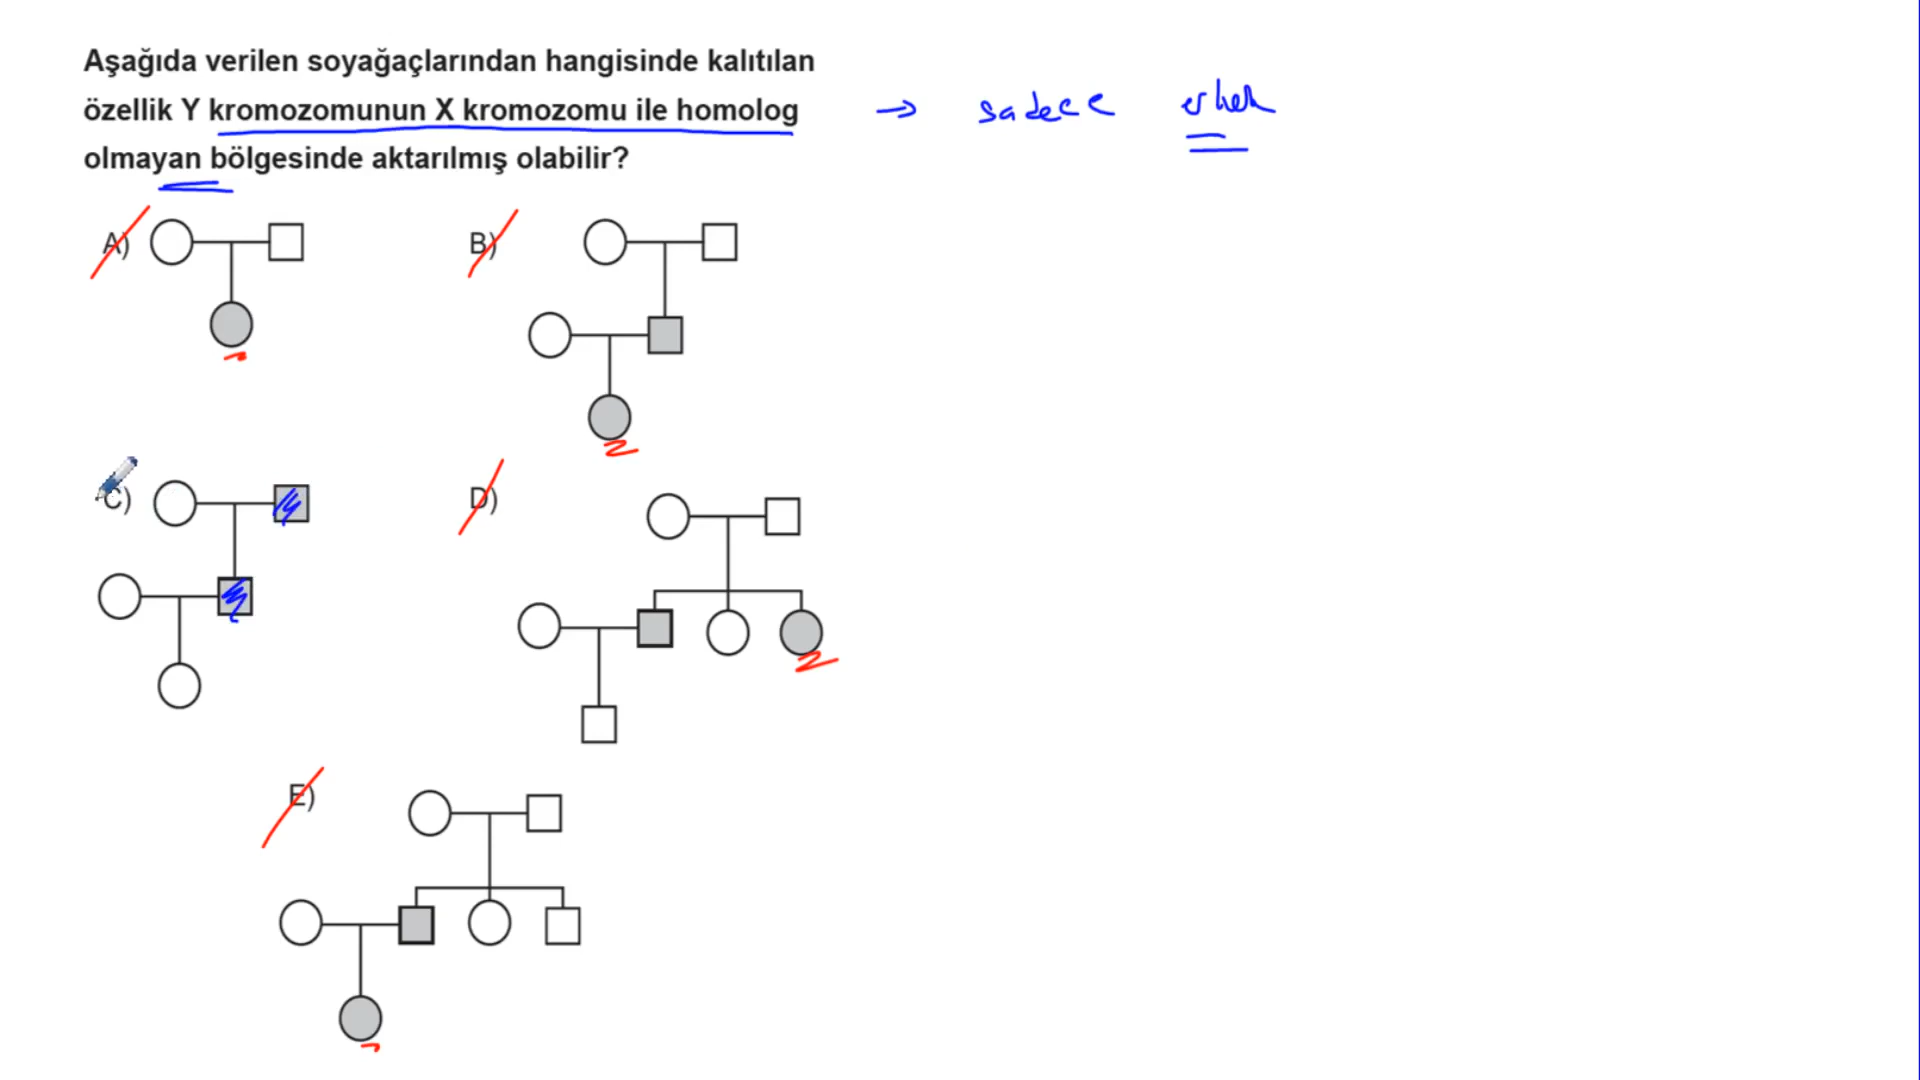 Aşağıda verilen soyağaçlarından hangisinde kalıtılan
özellik Y kromozomunun X kromozomu ile homolog
olmayan bölgesinde aktarılmış olabilir?
→ sadece erkek
A)
B)
C)
D)
E)